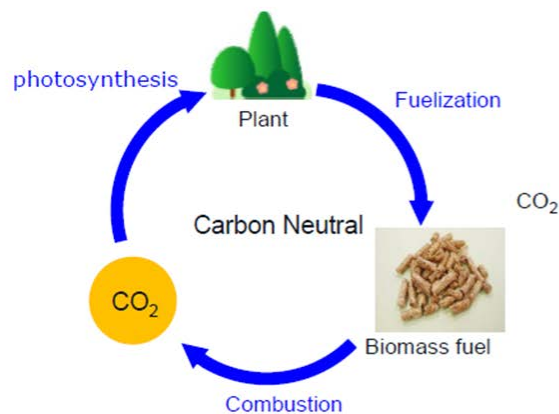 photosynthesis
Plant
Fuelization
CO₂
Carbon Neutral
CO₂
Biomass fuel
Combustion